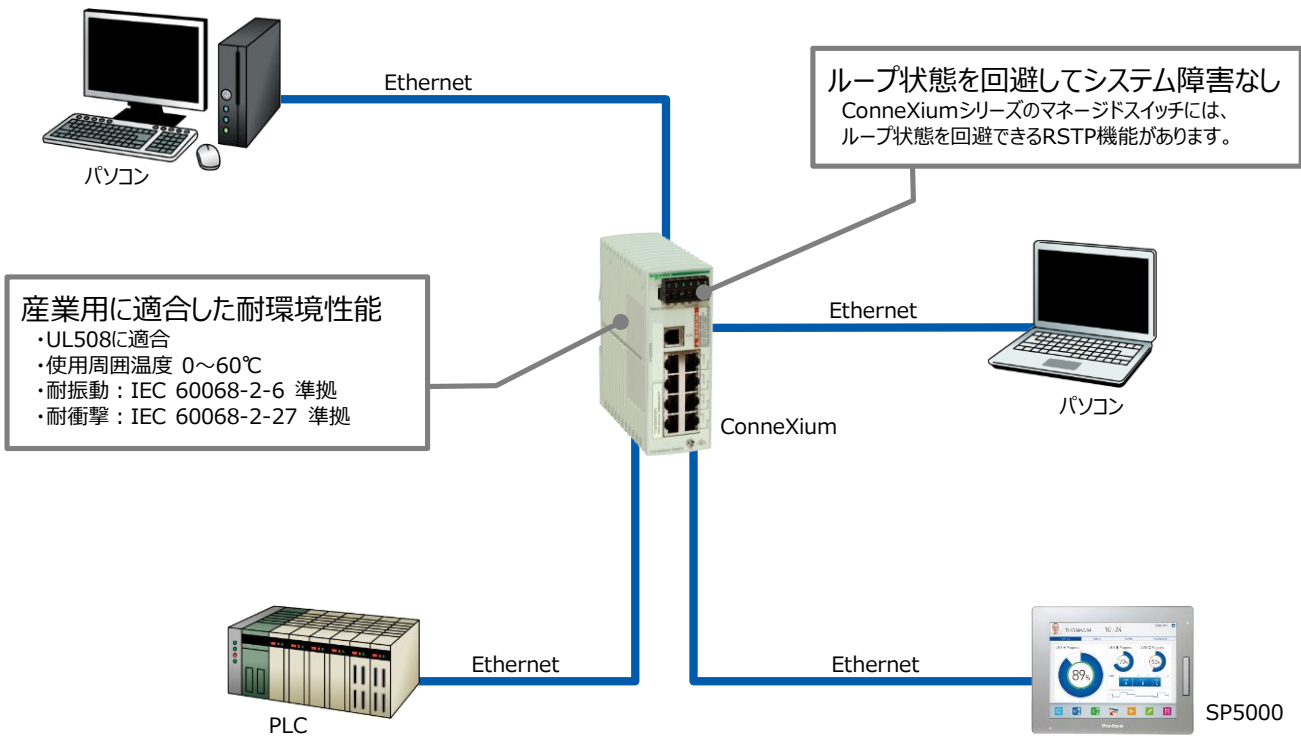 Ethernet
パソコン
ループ状態を回避してシステム障害なし
ConneXiumシリーズのマネージドスイッチには、
ループ状態を回避できるRSTP機能があります。
産業用に適合した耐環境性能
・UL508に適合
・使用周囲温度 0～60℃
・耐振動：IEC 60068-2-6 準拠
・耐衝撃：IEC 60068-2-27 準拠
Ethernet
パソコン
ConneXium
Ethernet
PLC
Ethernet
THOMAS.M 10:24
89%
Pro-face
SP5000